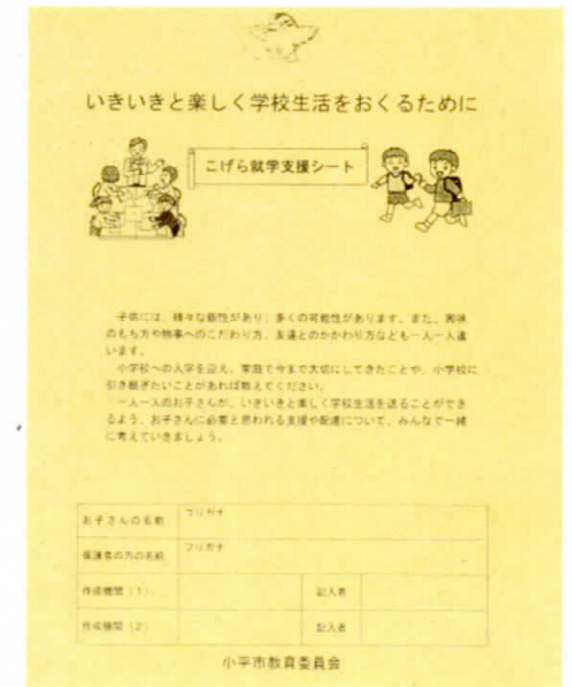 いきいきと楽しく学校生活をおくるために
こげら就学支援シート
子供には、様々な個性があり、多くの可能性があります。また、興味
のもち方や物事へのこだわり方、友達とのかかわり方なども一人一人違
います。
小学校への入学を迎え、家庭で今まで大切にしてきたことや、小学校に
引き継ぎたいことがあれば教えてください。
一人一人のお子さんが、いきいきと楽しく学校生活を送ることができ
るよう、お子さんに必要と思われる支援や配慮について、みんなで一緒
に考えていきましょう。
フリガナ
お子さんの名前
フリガナ
保護者の方の名前
作成機関(1) 記入者
作成機関(2) 記入者
小平市教育委員会